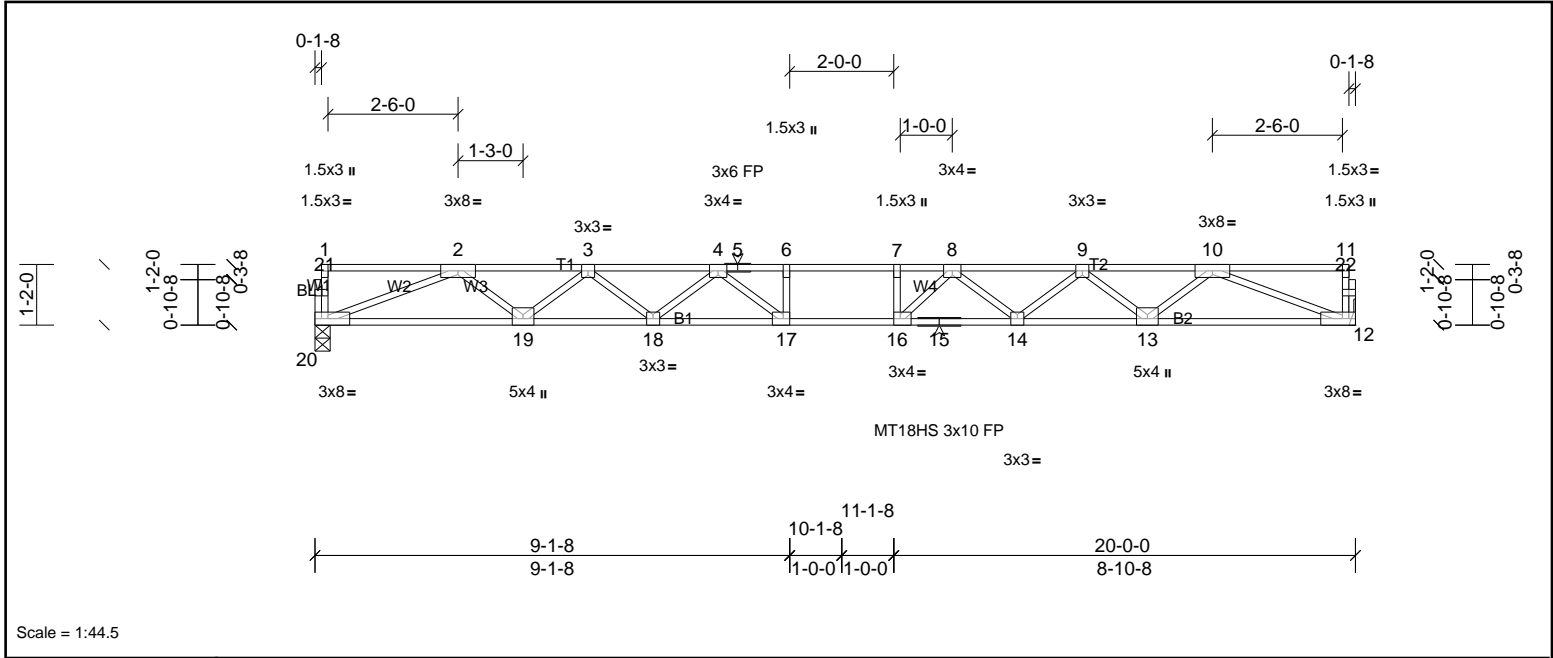 0-1-8
2-0-0
0-1-8
2-6-0
1.5x3 II
1-0-0
2-6-0
1-3-0
1.5x3 II
3x6 FP
3x4 =
1.5x3 =
1.5x3 =
3x8 =
3x4 =
1.5x3 II
3x3 =
1.5x3 II
3x3 =
3x8 =
1 2 3 4 5 6 7 8 9 10 11
21 T1 T2 22
W1 W2 W3 W4
B1 B2
1-2-0
1-2-0
0-10-8
0-10-8
0-3-8
1-2-0
0-10-8
0-10-8
0-3-8
20 19 18 17 16 15 14 13 12
3x3 =
3x4 =
5x4 II
3x8 =
5x4 II
3x4 =
3x8 =
MT18HS 3x10 FP
3x3 =
11-1-8
10-1-8
9-1-8
20-0-0
9-1-8
1-0-0
1-0-0
8-10-8
Scale = 1:44.5